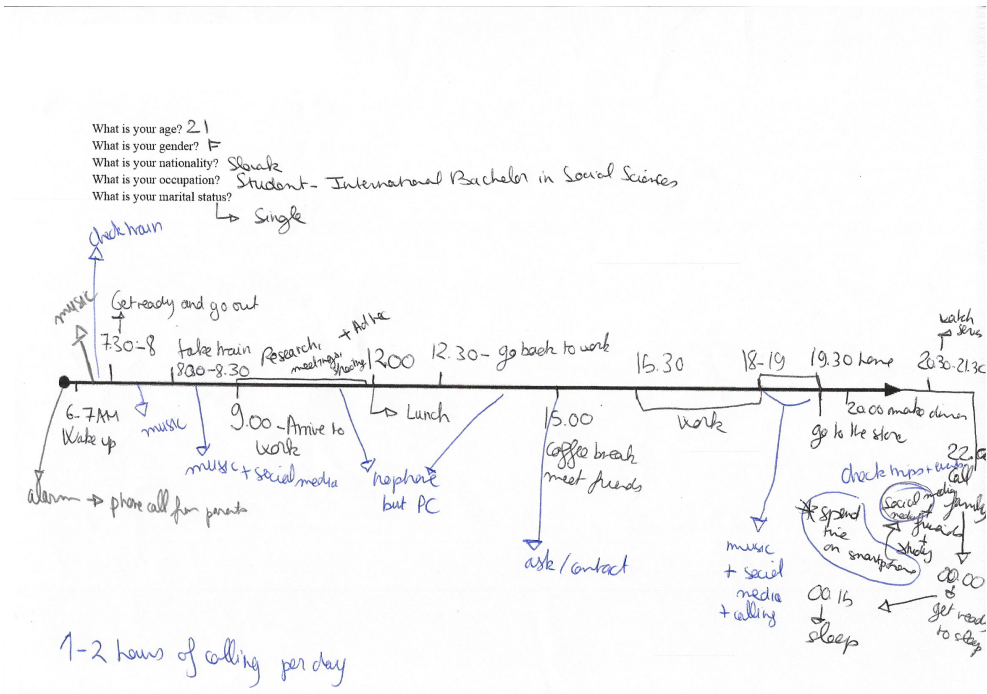 What is your age? 21
What is your gender? F
What is your nationality? Slovak
What is your occupation? Student - International Bachelor in Social Sciences
What is your marital status?
↳ Single
check train
music
Get ready and go out
7.30-8
take train
8.00-8.30
Research,
meetings,
+ Ad hoc
12.00
12.30 - go back to work
16.30
18-19
19.30 home
watch
series
20.30-21.30
6-7AM
Wake up
music
9.00 - Arrive to
work
Lunch
15.00
coffee break
meet friends
work
20.00 make dinner
go to the store
music + social media
no phone
but PC
alarm → phone call from parents
ask / contact
music
+ social
media
+ calling
check trips +
* spend
time
on smartphone
social media
friends
+
call
family
00.00
get ready
to sleep
00.15
sleep
1-2 hours of calling per day